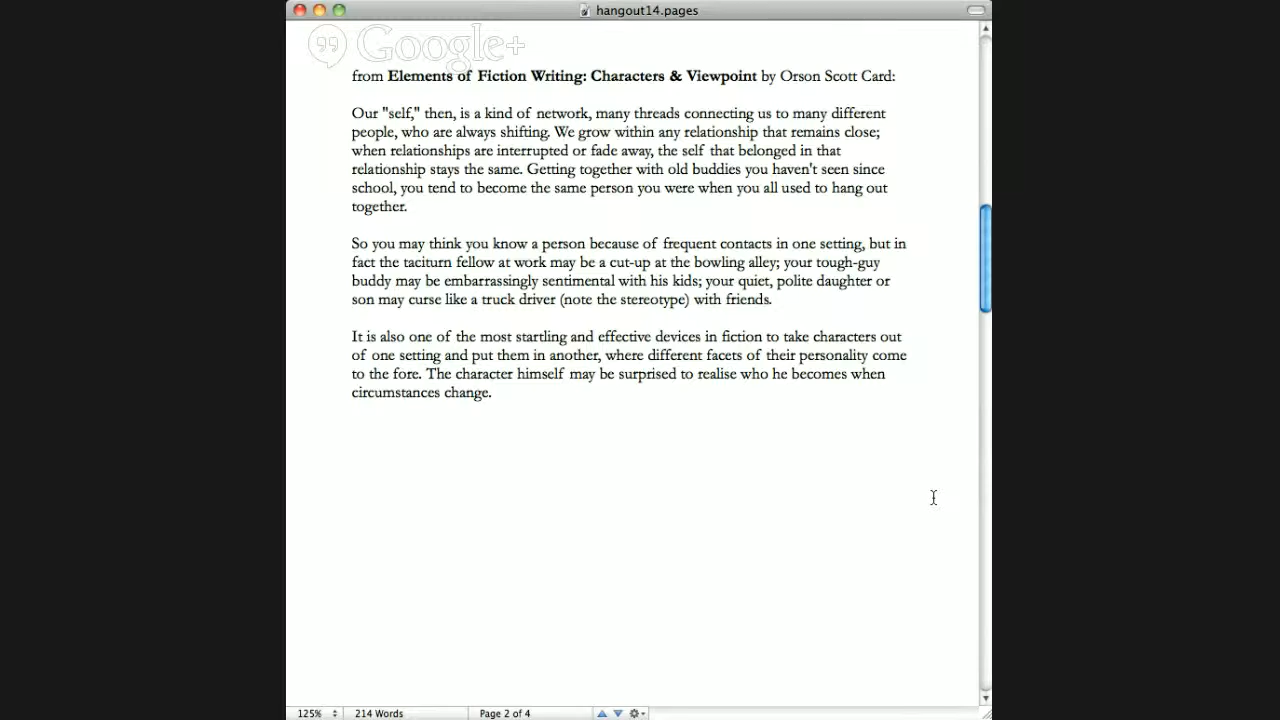 hangout14.pages
Google+
from Elements of Fiction Writing: Characters & Viewpoint by Orson Scott Card:
Our "self," then, is a kind of network, many threads connecting us to many different
people, who are always shifting. We grow within any relationship that remains close;
when relationships are interrupted or fade away, the self that belonged in that
relationship stays the same. Getting together with old buddies you haven't seen since
school, you tend to become the same person you were when you all used to hang out
together.
So you may think you know a person because of frequent contacts in one setting, but in
fact the taciturn fellow at work may be a cut-up at the bowling alley; your tough-guy
buddy may be embarrassingly sentimental with his kids; your quiet, polite daughter or
son may curse like a truck driver (note the stereotype) with friends.
It is also one of the most startling and effective devices in fiction to take characters out
of one setting and put them in another, where different facets of their personality come
to the fore. The character himself may be surprised to realise who he becomes when
circumstances change.
125% 214 Words Page 2 of 4